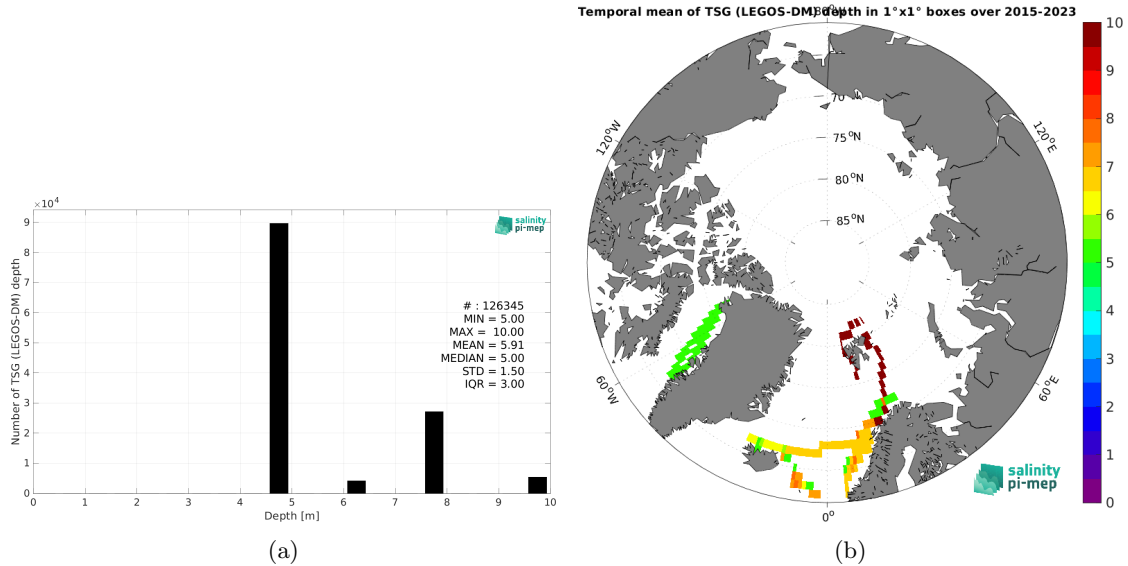 ×10⁴
9
8
7
6
5
4
3
2
1
0
Number of TSG (LEGOS-DM) depth
salinity
pi-mep
# : 126345
MIN = 5.00
MAX = 10.00
MEAN = 5.91
MEDIAN = 5.00
STD = 1.50
IQR = 3.00
0 1 2 3 4 5 6 7 8 9 10
Depth [m]
(a)
Temporal mean of TSG (LEGOS-DM) depth in 1°x1° boxes over 2015-2023
120°W
120°E
70
75°N
80°N
85°N
60°W
60°E
0°
salinity
pi-mep
10
9
8
7
6
5
4
3
2
1
0
(b)